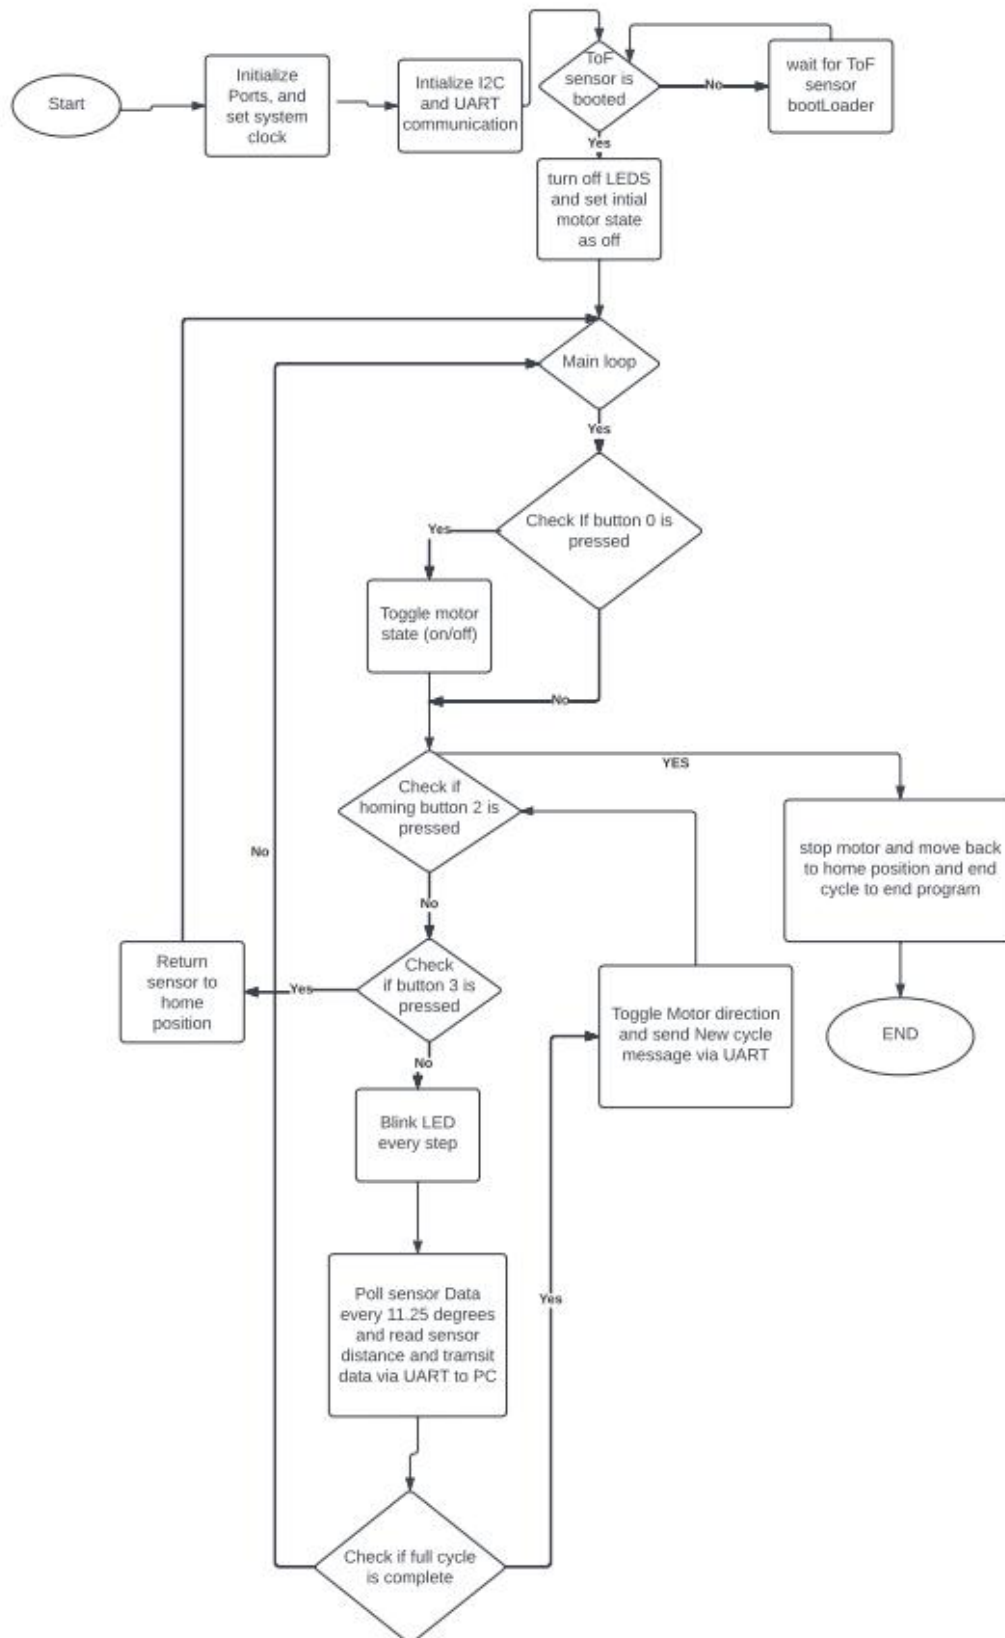 Start
Initialize
Ports, and
set system
clock
Intialize I2C
and UART
communication
ToF
sensor is
booted
No
wait for ToF
sensor
bootLoader
Yes
turn off LEDS
and set intial
motor state
as off
Main loop
Yes
Check If button 0 is
pressed
Yes
Toggle motor
state (on/off)
No
Check if
homing button 2 is
pressed
YES
stop motor and move back
to home position and end
cycle to end program
END
No
Check
if button 3 is
pressed
Yes
Return
sensor to
home
position
No
Blink LED
every step
Poll sensor Data
every 11.25 degrees
and read sensor
distance and tramsit
data via UART to PC
Check if full cycle
is complete
No
Yes
Toggle Motor direction
and send New cycle
message via UART